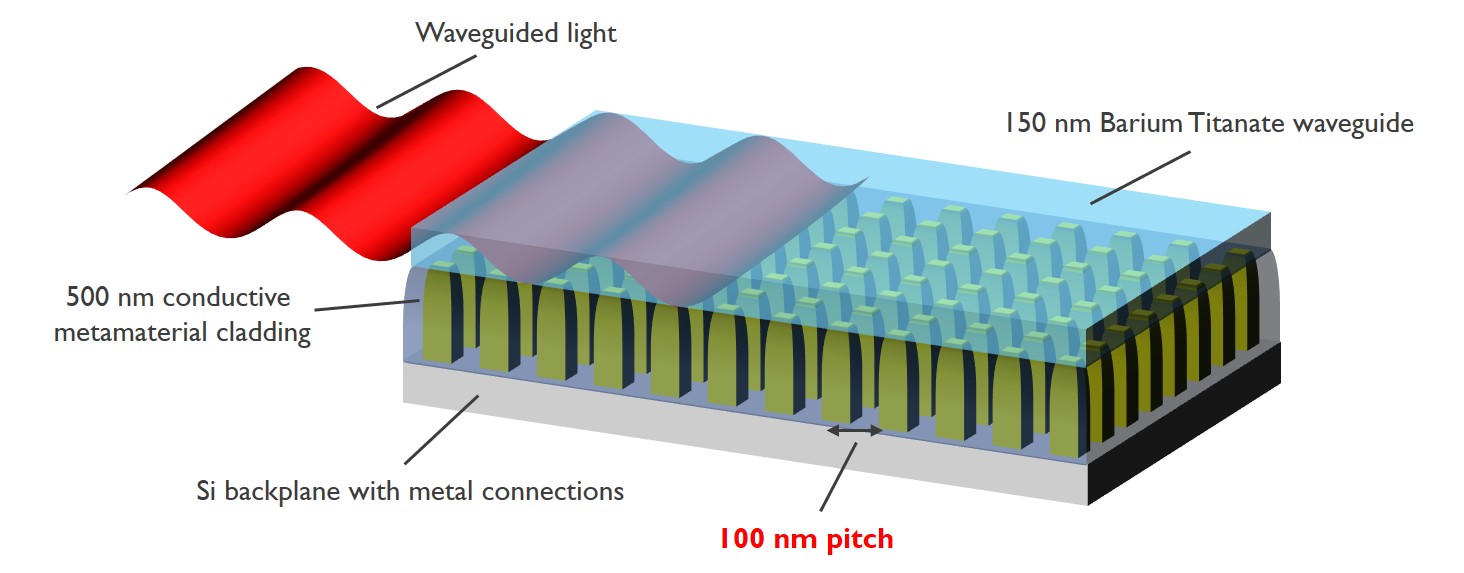 Waveguided light
150 nm Barium Titanate waveguide
500 nm conductive
metamaterial cladding
Si backplane with metal connections
100 nm pitch